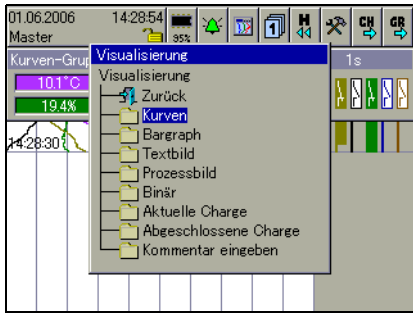 01.06.2006 14:28:54
Master
95%
1
H
CH
GR
Kurven-Grup
1s
10.1°C
19.4%
14:28:30
Visualisierung
Visualisierung
Zurück
Kurven
Bargraph
Textbild
Prozessbild
Binär
Aktuelle Charge
Abgeschlossene Charge
Kommentar eingeben